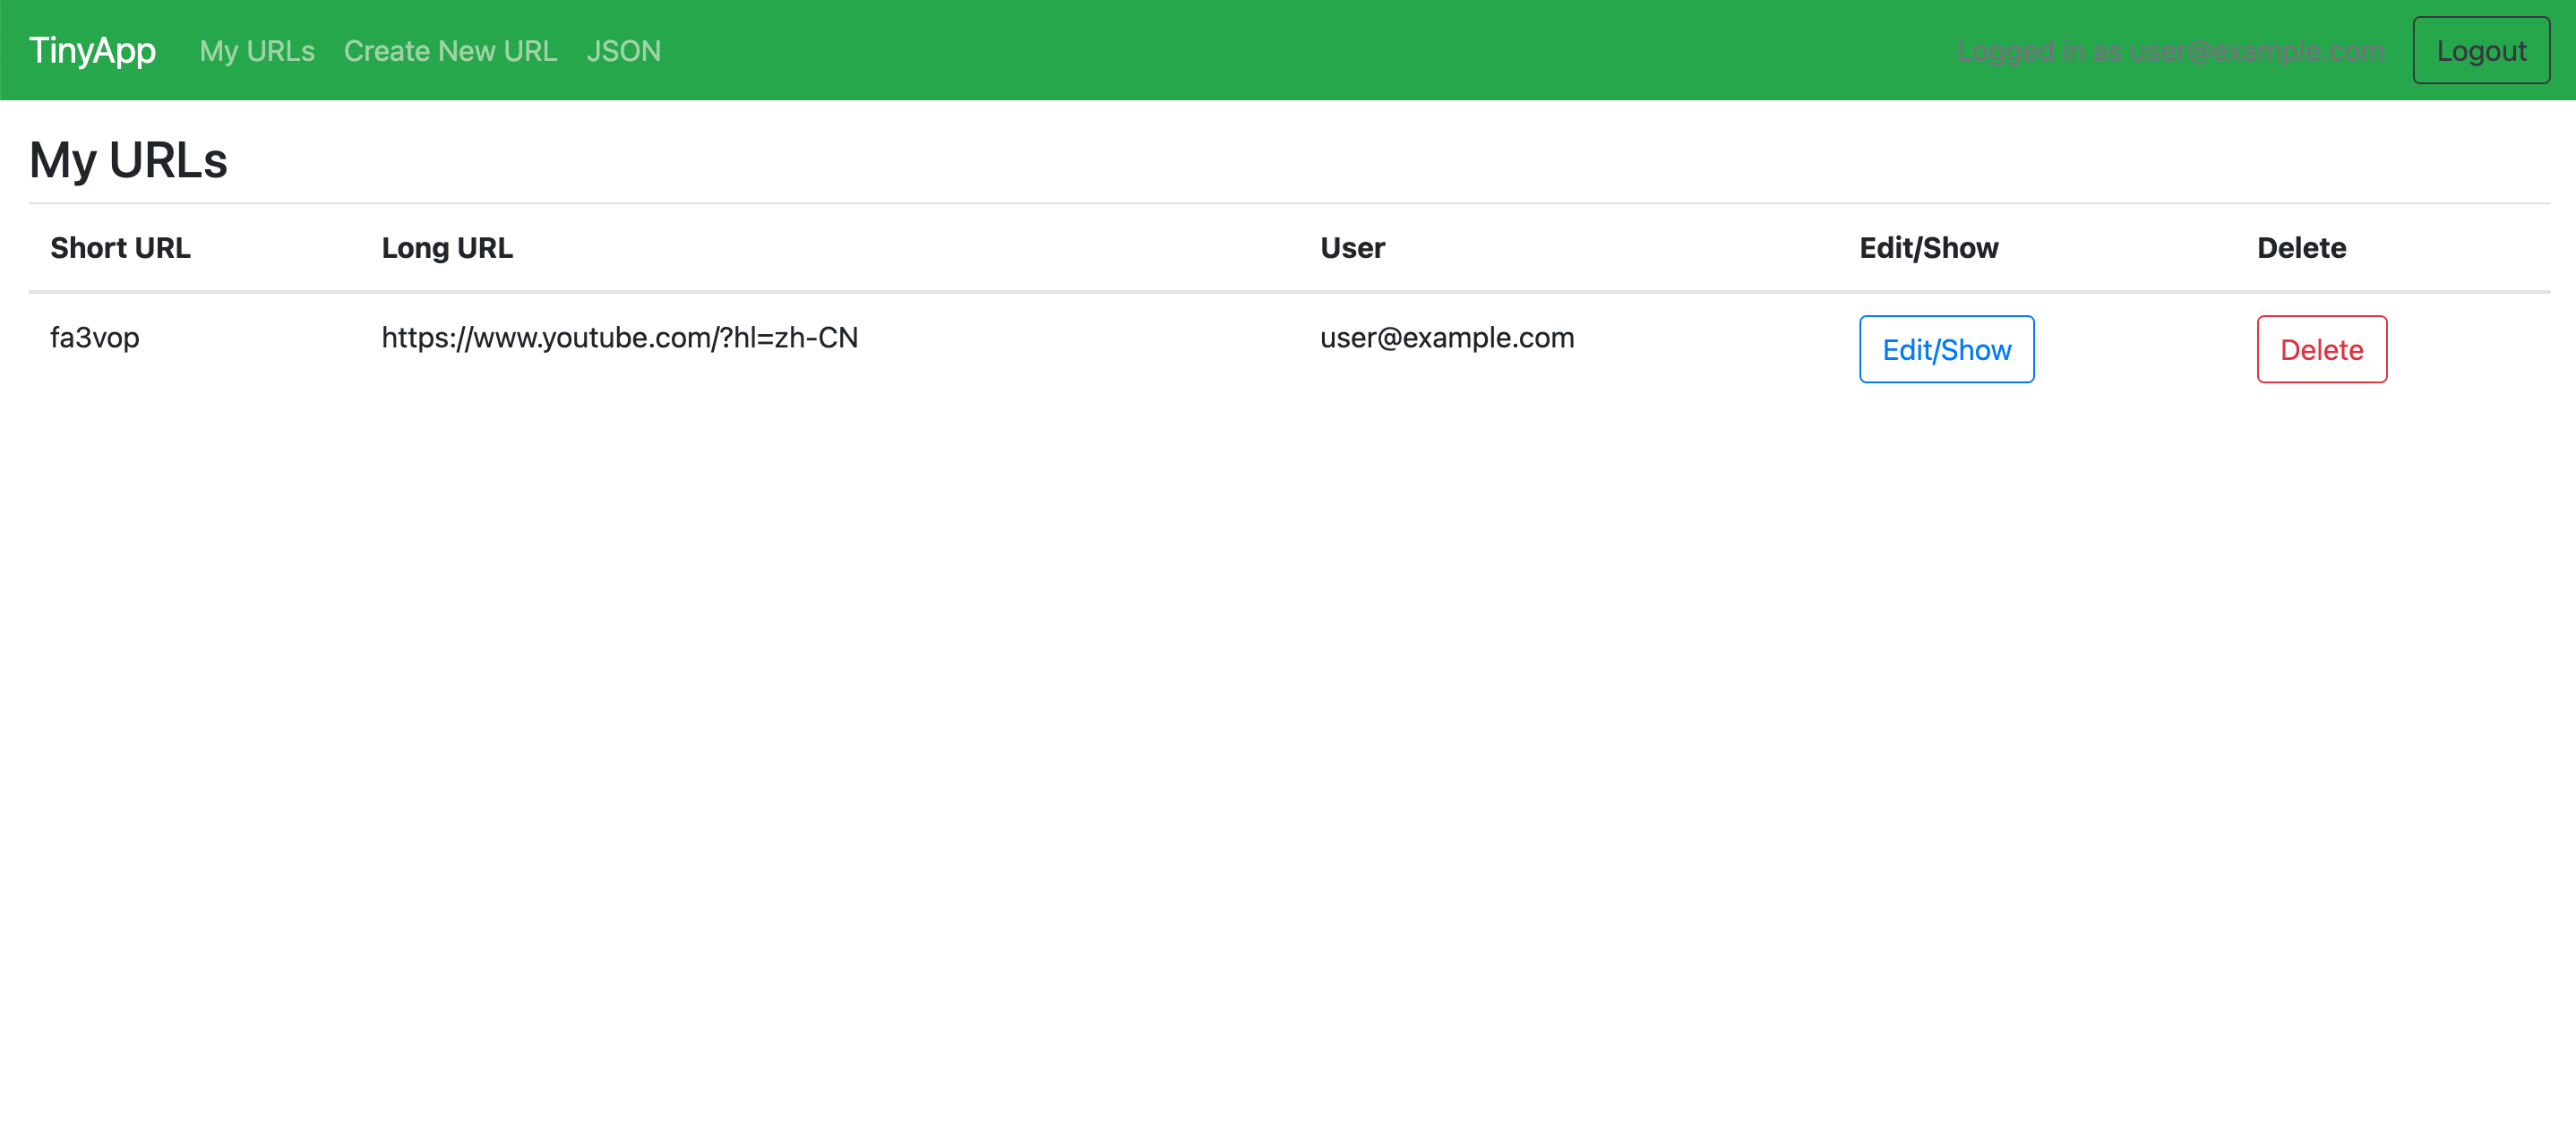 TinyApp My URLs Create New URL JSON Logged in as user@example.com Logout
My URLs
Short URL Long URL User Edit/Show Delete
fa3vop https://www.youtube.com/?hl=zh-CN user@example.com Edit/Show Delete